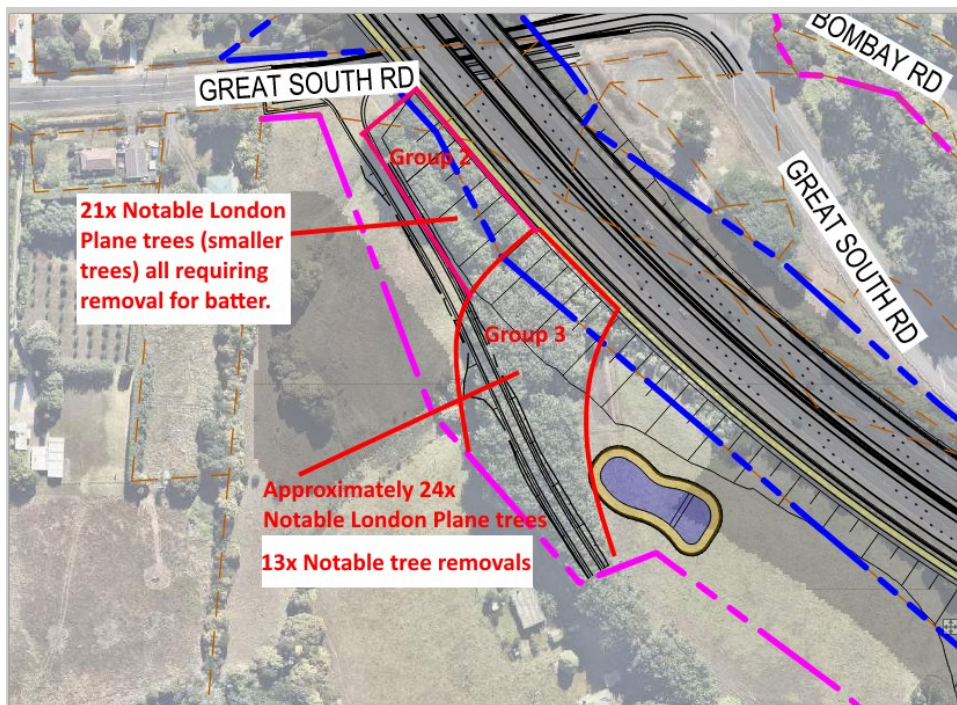 BOMBAY RD
GREAT SOUTH RD
Group 2
GREAT SOUTH RD
21x Notable London
Plane trees (smaller
trees) all requiring
removal for batter.
Group 3
Approximately 24x
Notable London Plane trees
13x Notable tree removals